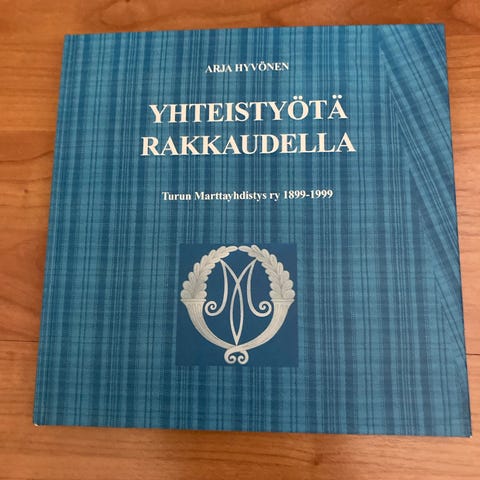 ARJA HYVÖNEN
YHTEISTYÖTÄ
RAKKAUDELLA
Turun Marttayhdistys ry 1899-1999